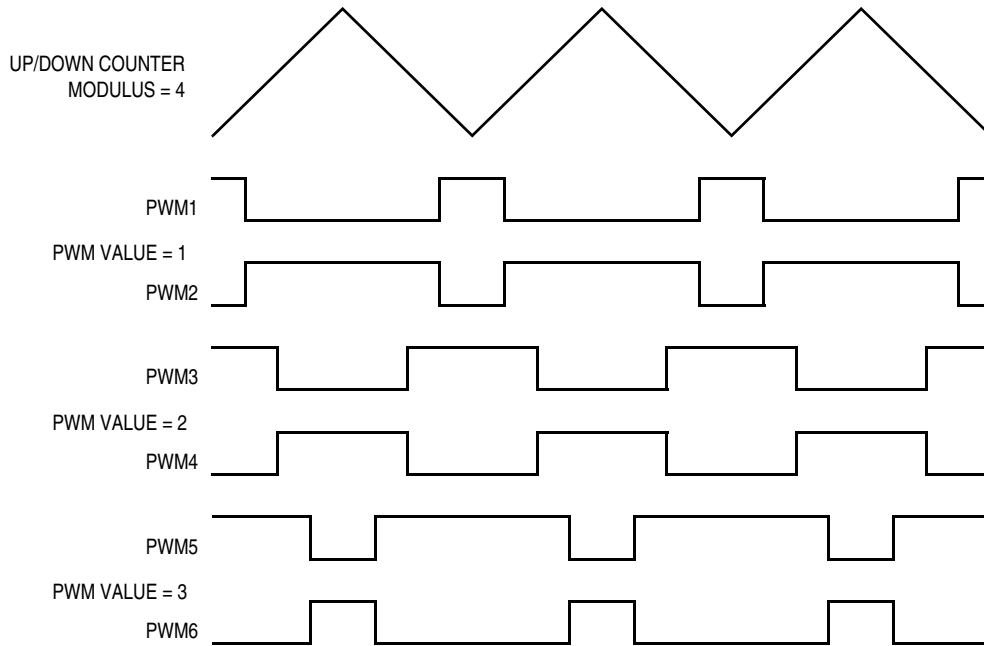 UP/DOWN COUNTER
MODULUS = 4
PWM1
PWM VALUE = 1
PWM2
PWM3
PWM VALUE = 2
PWM4
PWM5
PWM VALUE = 3
PWM6